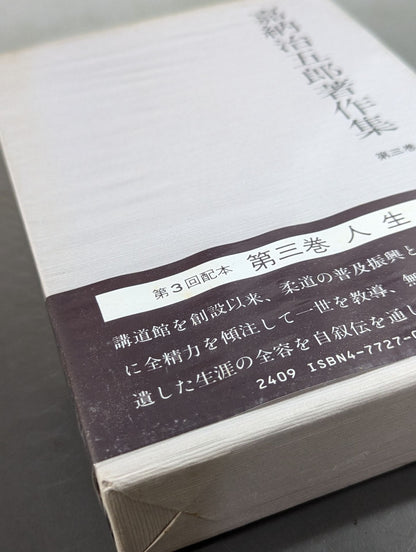 嘉納治五郎著作集
第三巻
第3回配本 第三巻 人生
講道館を創設以来、柔道の普及振興と
に全精力を傾注して一世を教導、無
遺した生涯の全容を自叙伝を通し
2409 ISBN4-7727-0